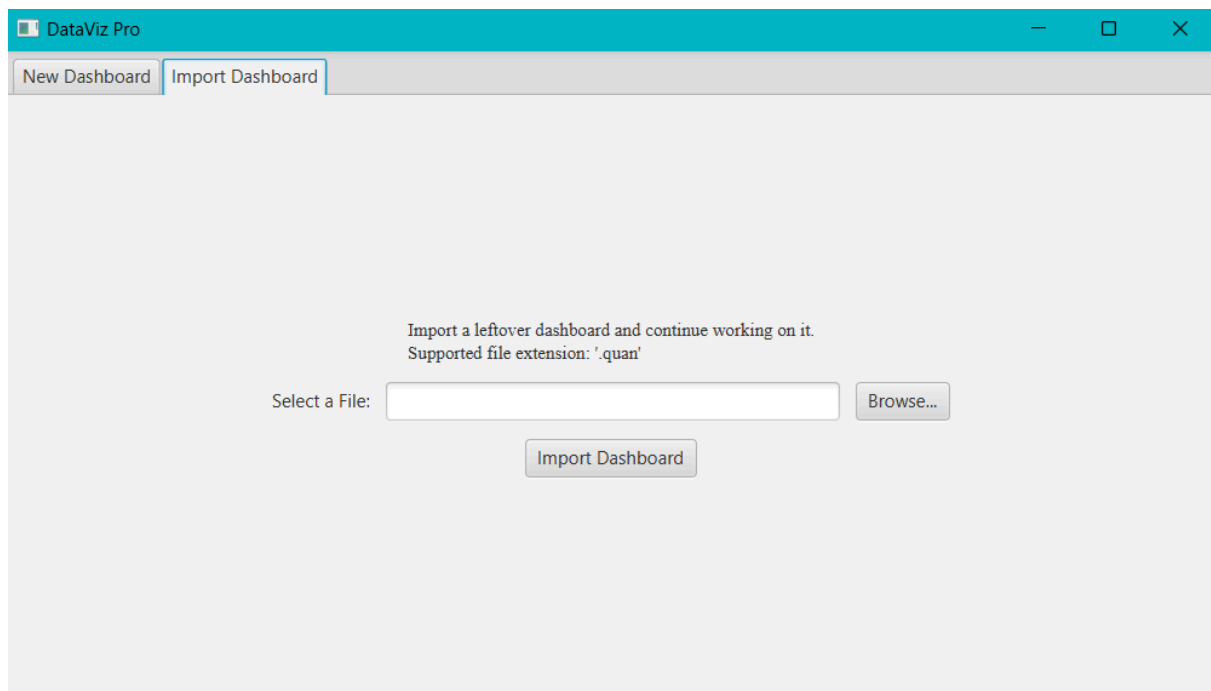 DataViz Pro
New Dashboard Import Dashboard
Import a leftover dashboard and continue working on it.
Supported file extension: '.quan'
Select a File: Browse...
Import Dashboard